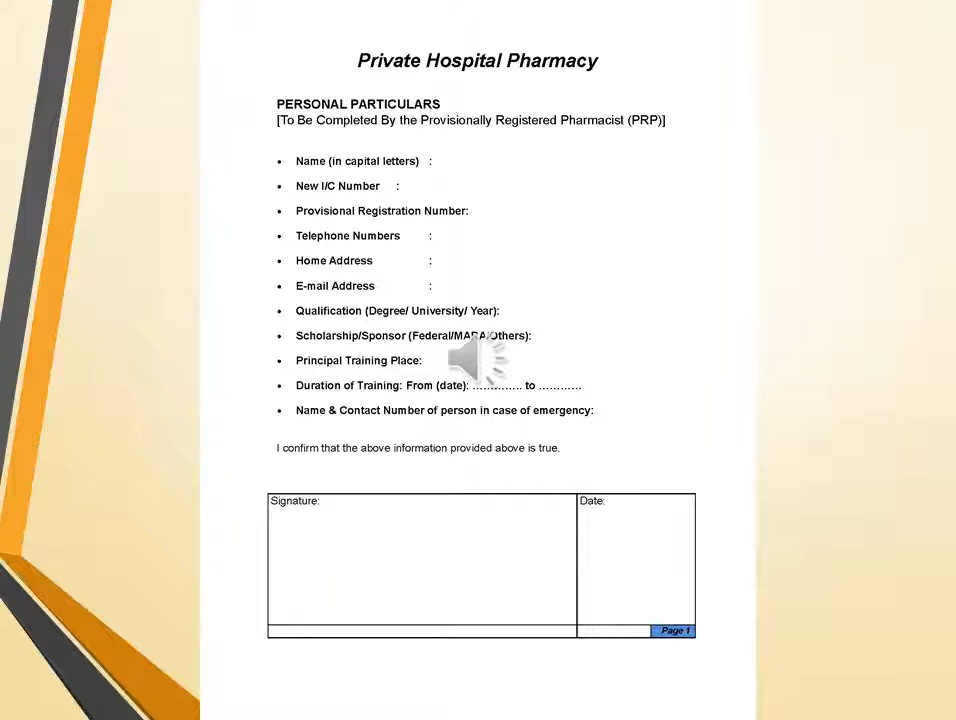 Private Hospital Pharmacy
PERSONAL PARTICULARS
[To Be Completed By the Provisionally Registered Pharmacist (PRP)]
• Name (in capital letters) :
• New I/C Number :
• Provisional Registration Number:
• Telephone Numbers :
• Home Address :
• E-mail Address :
• Qualification (Degree/ University/ Year):
• Scholarship/Sponsor (Federal/MARA/Others):
• Principal Training Place:
• Duration of Training: From (date): .............. to ............
• Name & Contact Number of person in case of emergency:
I confirm that the above information provided above is true.
Signature: Date:
Page 1